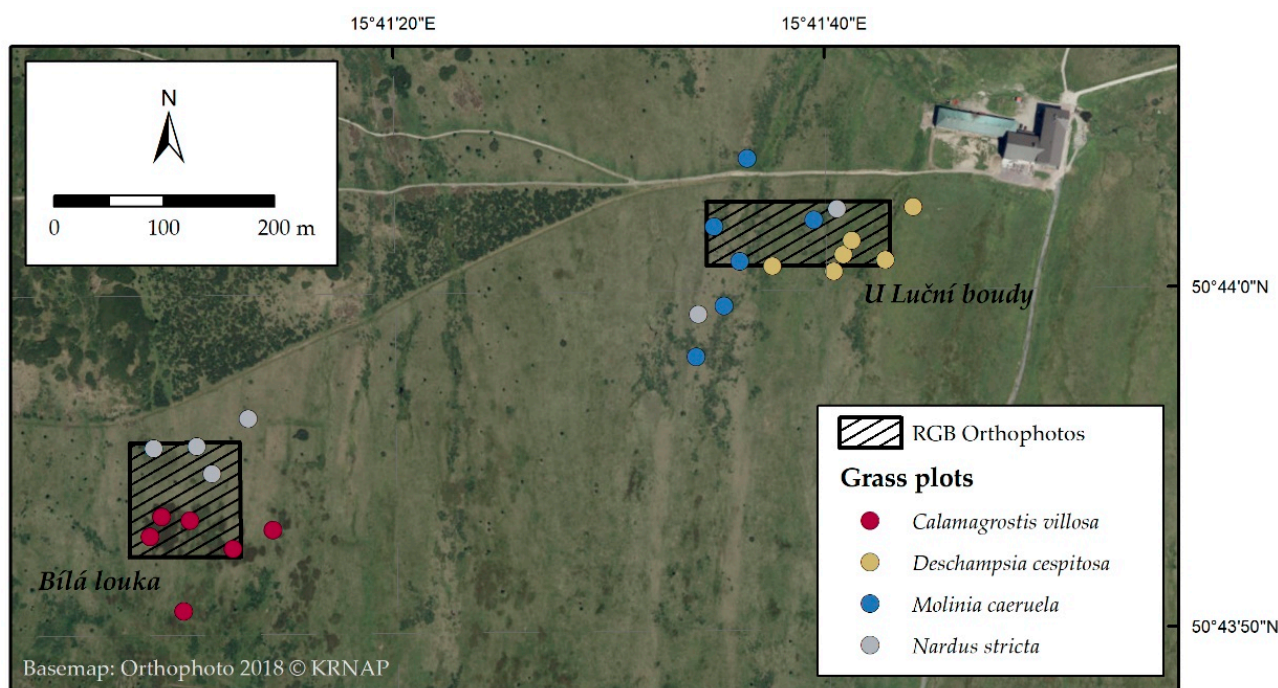 15°41'20"E
15°41'40"E
N
0 100 200 m
50°44'0"N
U Luční boudy
RGB Orthophotos
Grass plots
Calamagrostis villosa
Deschampsia cespitosa
Molinia caeruela
Nardus stricta
Bílá louka
50°43'50"N
Basemap: Orthophoto 2018 © KRNAP